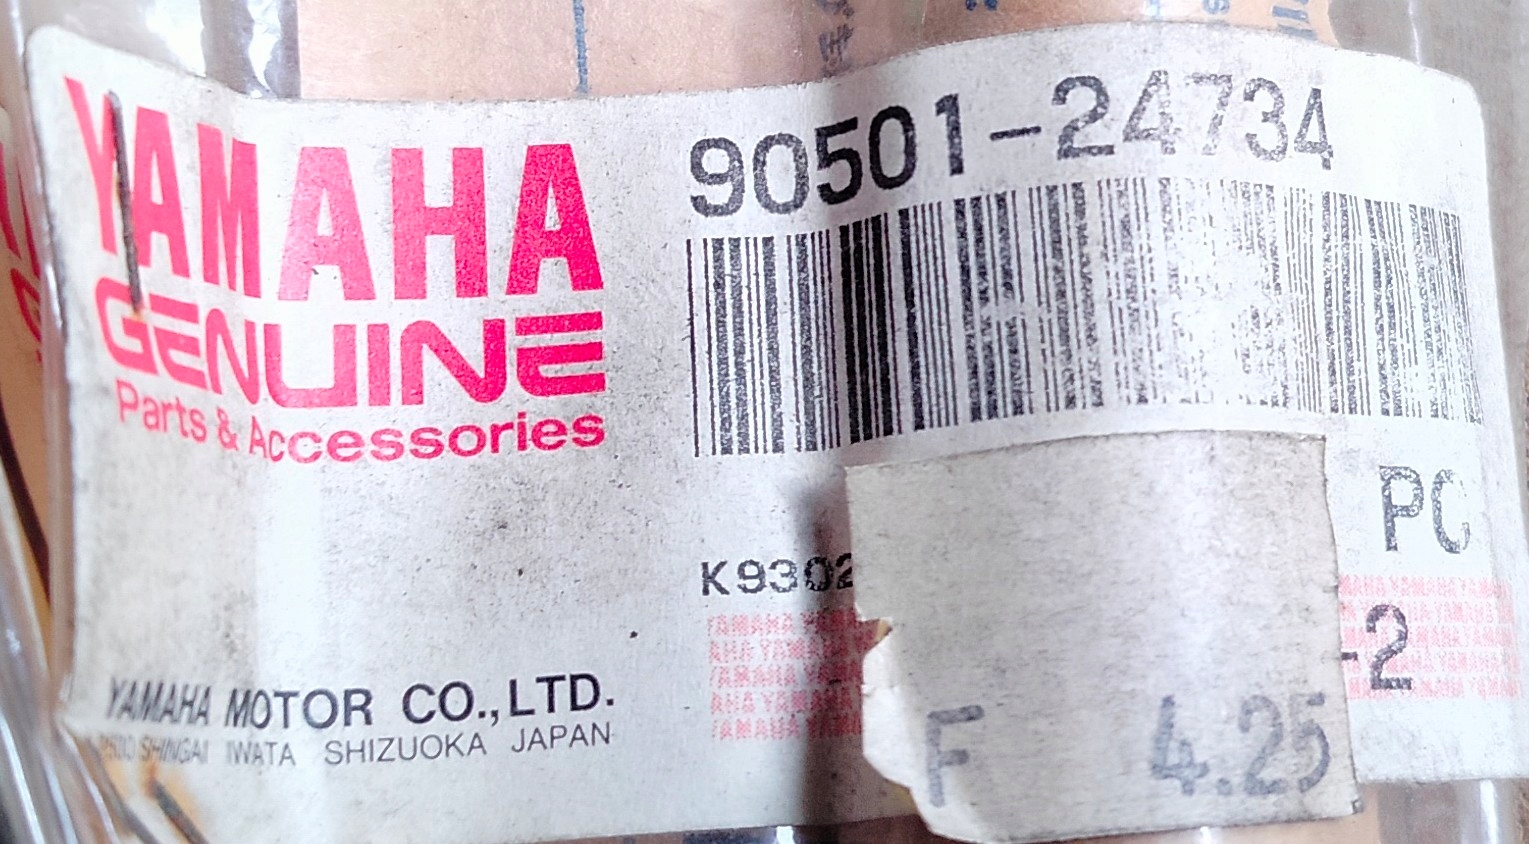 YAMAHA
GENUINE
Parts & Accessories
90501-24734
PC
K9302
-2
F 4.25
YAMAHA MOTOR CO., LTD.
SHINGAI IWATA SHIZUOKA JAPAN